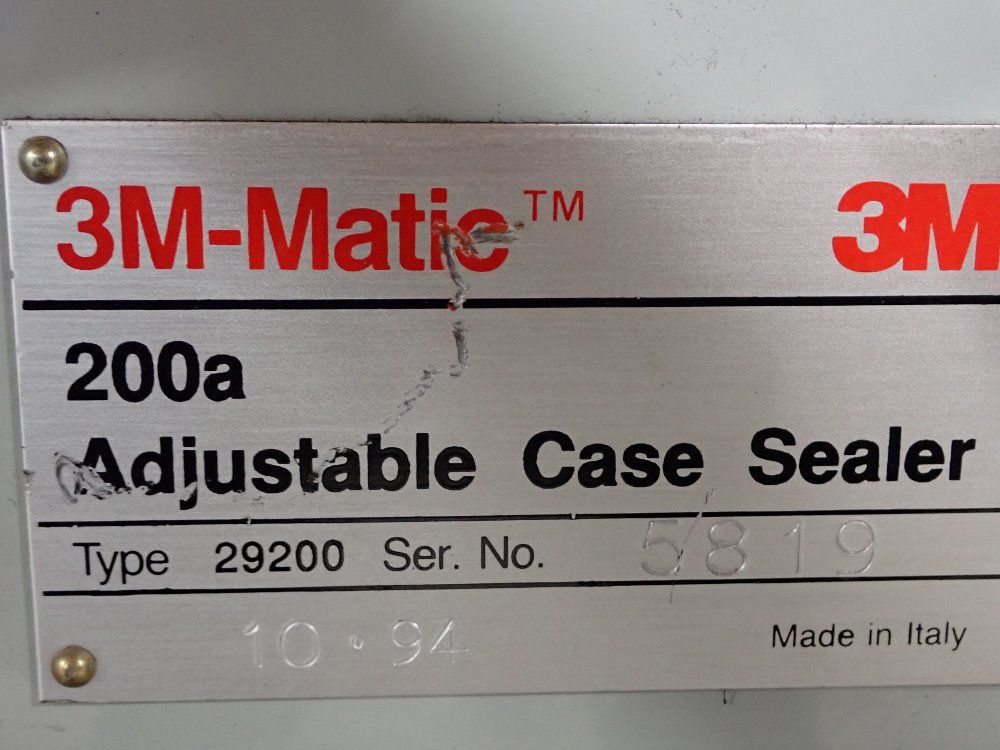 3M-Matic™ 3M
200a
Adjustable Case Sealer
Type 29200 Ser. No. 5819
10.94
Made in Italy